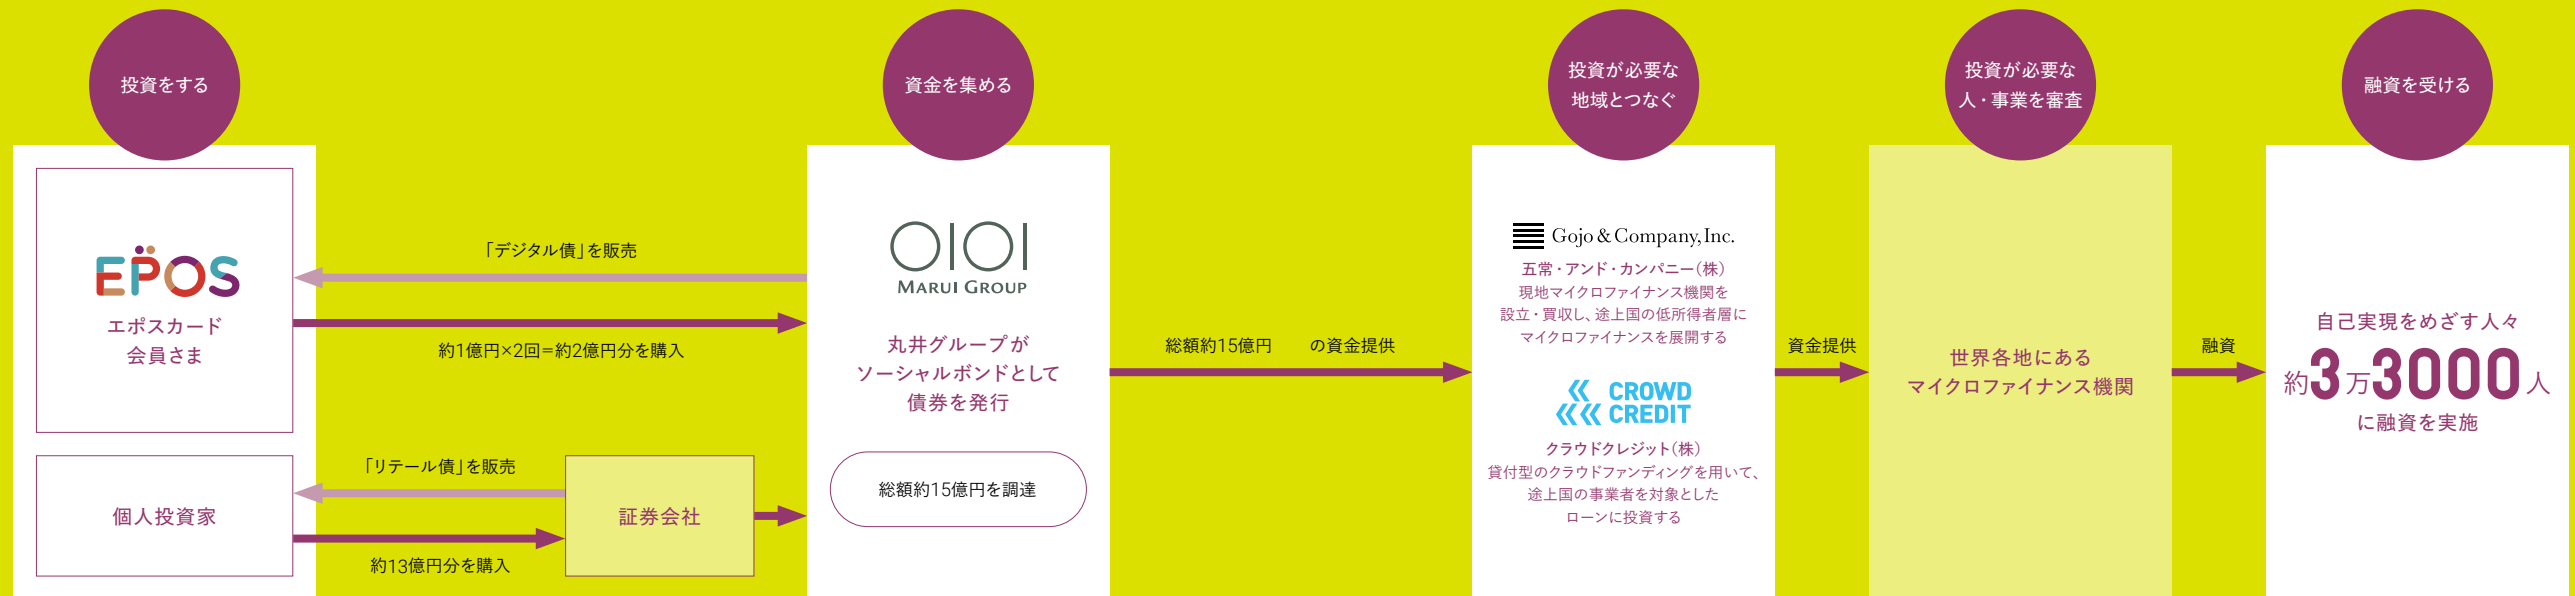 投資をする
EPOS
エポスカード
会員さま
個人投資家
「デジタル債」を販売
約1億円×2回=約2億円分を購入
「リテール債」を販売
約13億円分を購入
証券会社
資金を集める
OIOI
MARUI GROUP
丸井グループが
ソーシャルボンドとして
債券を発行
総額約15億円を調達
総額約15億円　の資金提供
投資が必要な
地域とつなぐ
Gojo & Company, Inc.
五常・アンド・カンパニー(株)
現地マイクロファイナンス機関を
設立・買収し、途上国の低所得者層に
マイクロファイナンスを展開する
CROWD
CREDIT
クラウドクレジット(株)
貸付型のクラウドファンディングを用いて、
途上国の事業者を対象とした
ローンに投資する
資金提供
投資が必要な
人・事業を審査
世界各地にある
マイクロファイナンス機関
融資
融資を受ける
自己実現をめざす人々
約3万3000人
に融資を実施